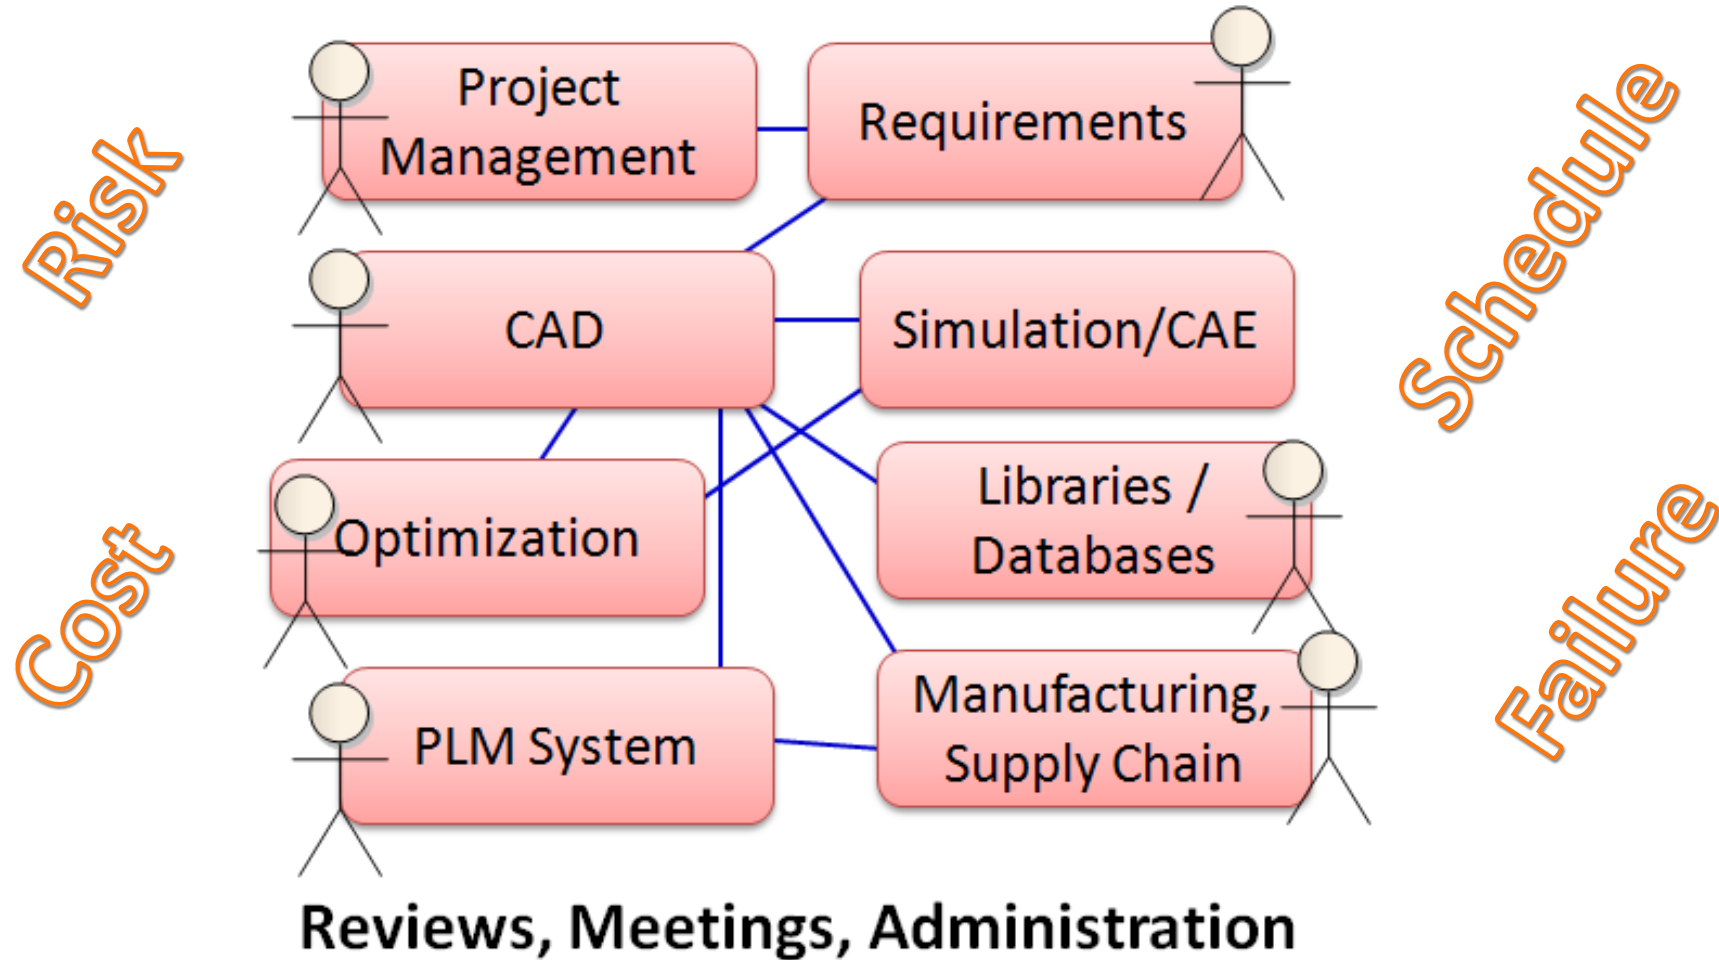 Project
Management
Requirements
Risk
Schedule
CAD
Simulation/CAE
Optimization
Libraries /
Databases
Cost
Failure
PLM System
Manufacturing,
Supply Chain
Reviews, Meetings, Administration